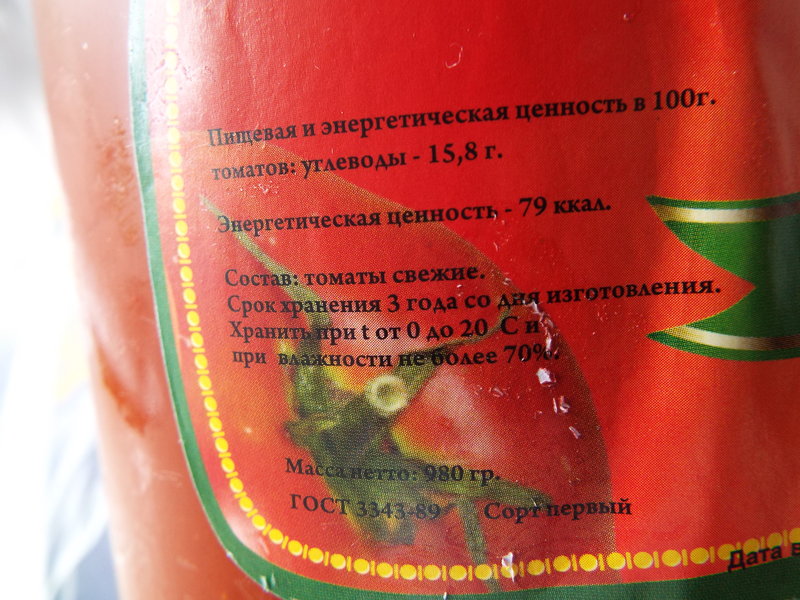 Пищевая и энергетическая ценность в 100г.
томатов: углеводы - 15,8 г.
Энергетическая ценность - 79 ккал.
Состав: томаты свежие.
Срок хранения 3 года со дня изготовления.
Хранить при t от 0 до 20 С и
при влажности не более 70%.
Масса нетто: 980 гр.
ГОСТ 3343-89 Сорт первый
Дата в